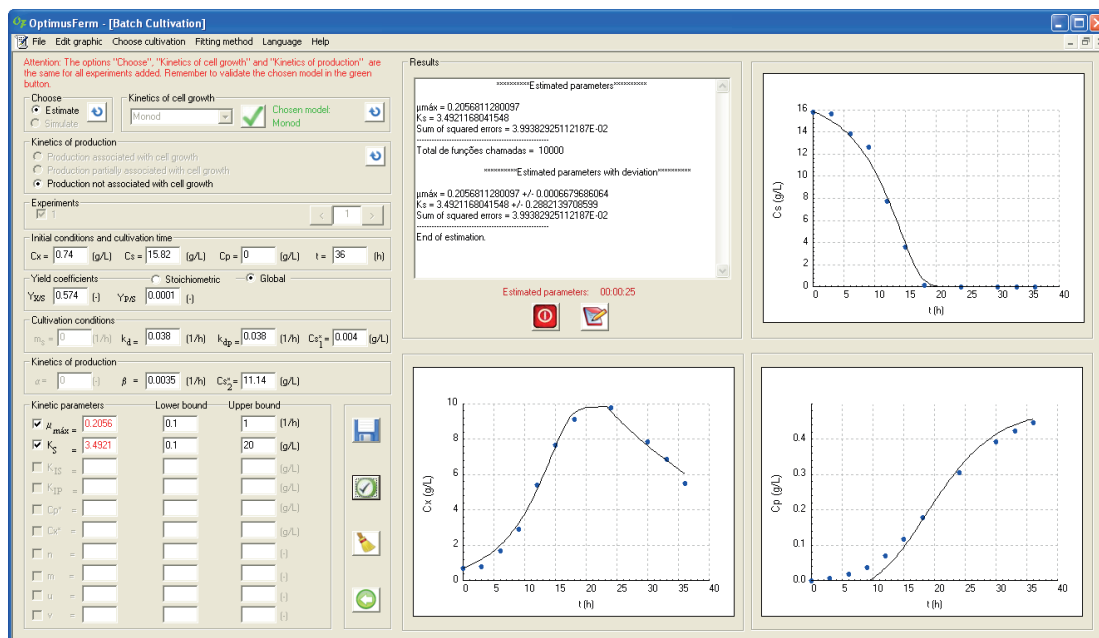 OptimusFerm - [Batch Cultivation]
File Edit graphic Choose cultivation Fitting method Language Help
Attention: The options "Choose", "Kinetics of cell growth" and "Kinetics of production" are
the same for all experiments added. Remember to validate the chosen model in the green
button.
Choose
Estimate
Simulate
Kinetics of cell growth
Monod
Chosen model:
Monod
Kinetics of production
Production associated with cell growth
Production partially associated with cell growth
Production not associated with cell growth
Experiments
1
< 1 >
Initial conditions and cultivation time
Cx = 0.74 (g/L) Cs = 15.82 (g/L) Cp = 0 (g/L) t = 36 (h)
Yield coefficients Stoichiometric Global
YX/S 0.574 (-) YP/S 0.0001 (-)
Cultivation conditions
ms = 0 (1/h) kd = 0.038 (1/h) kdp = 0.038 (1/h) Cs*1 = 0.004 (g/L)
Kinetics of production
α = 0 (-) β = 0.0035 (1/h) Cs*2 = 11.14 (g/L)
Kinetic parameters Lower bound Upper bound
μmáx = 0.2056 0.1 1 (1/h)
KS = 3.4921 0.1 20 (g/L)
KIS = (g/L)
KIP = (g/L)
Cp* = (g/L)
Cx* = (g/L)
n = (-)
m = (-)
u = (-)
v = (-)
Results
**********Estimated parameters**********
μmáx = 0.2056811280097
Ks = 3.4921168041548
Sum of squared errors = 3.99382925112187E-02
Total de funções chamadas = 10000
**********Estimated parameters with deviation**********
μmáx = 0.2056811280097 +/- 0.0006679686064
Ks = 3.4921168041548 +/- 0.2882139708599
Sum of squared errors = 3.99382925112187E-02
End of estimation.
Estimated parameters: 00:00:25
Cs (g/L)
16
14
12
10
8
6
4
2
0
0 5 10 15 20 25 30 35 40
t (h)
Cx (g/L)
10
8
6
4
2
0
0 5 10 15 20 25 30 35 40
t (h)
Cp (g/L)
0.4
0.3
0.2
0.1
0.0
0 5 10 15 20 25 30 35 40
t (h)